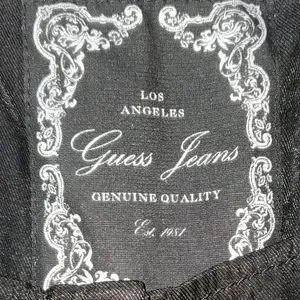 LOS
ANGELES
Guess Jeans
GENUINE QUALITY
Est. 1981